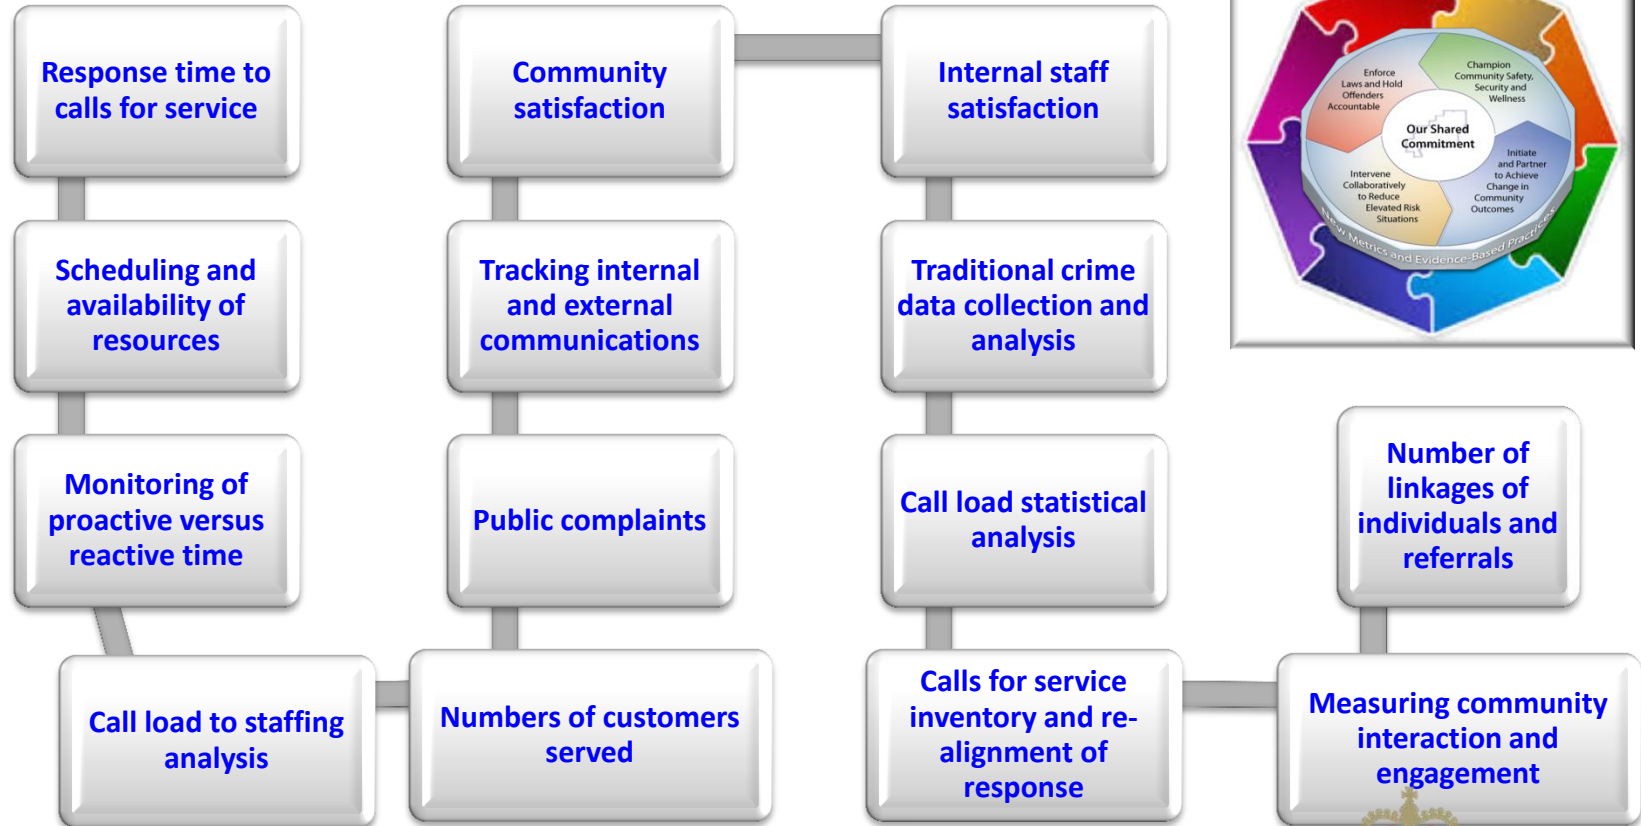 Response time to
calls for service
Scheduling and
availability of
resources
Monitoring of
proactive versus
reactive time
Call load to staffing
analysis
Numbers of customers
served
Public complaints
Tracking internal
and external
communications
Community
satisfaction
Internal staff
satisfaction
Traditional crime
data collection and
analysis
Call load statistical
analysis
Calls for service
inventory and re-
alignment of
response
Measuring community
interaction and
engagement
Number of
linkages of
individuals and
referrals
Enforce
Laws and Hold
Offenders
Accountable
Champion
Community Safety,
Security and
Wellness
Our Shared
Commitment
Initiate
and Partner
to Achieve
Change in
Community
Outcomes
Intervene
Collaboratively
to Reduce
Elevated Risk
Situations
New Metrics and Evidence-Based Practices